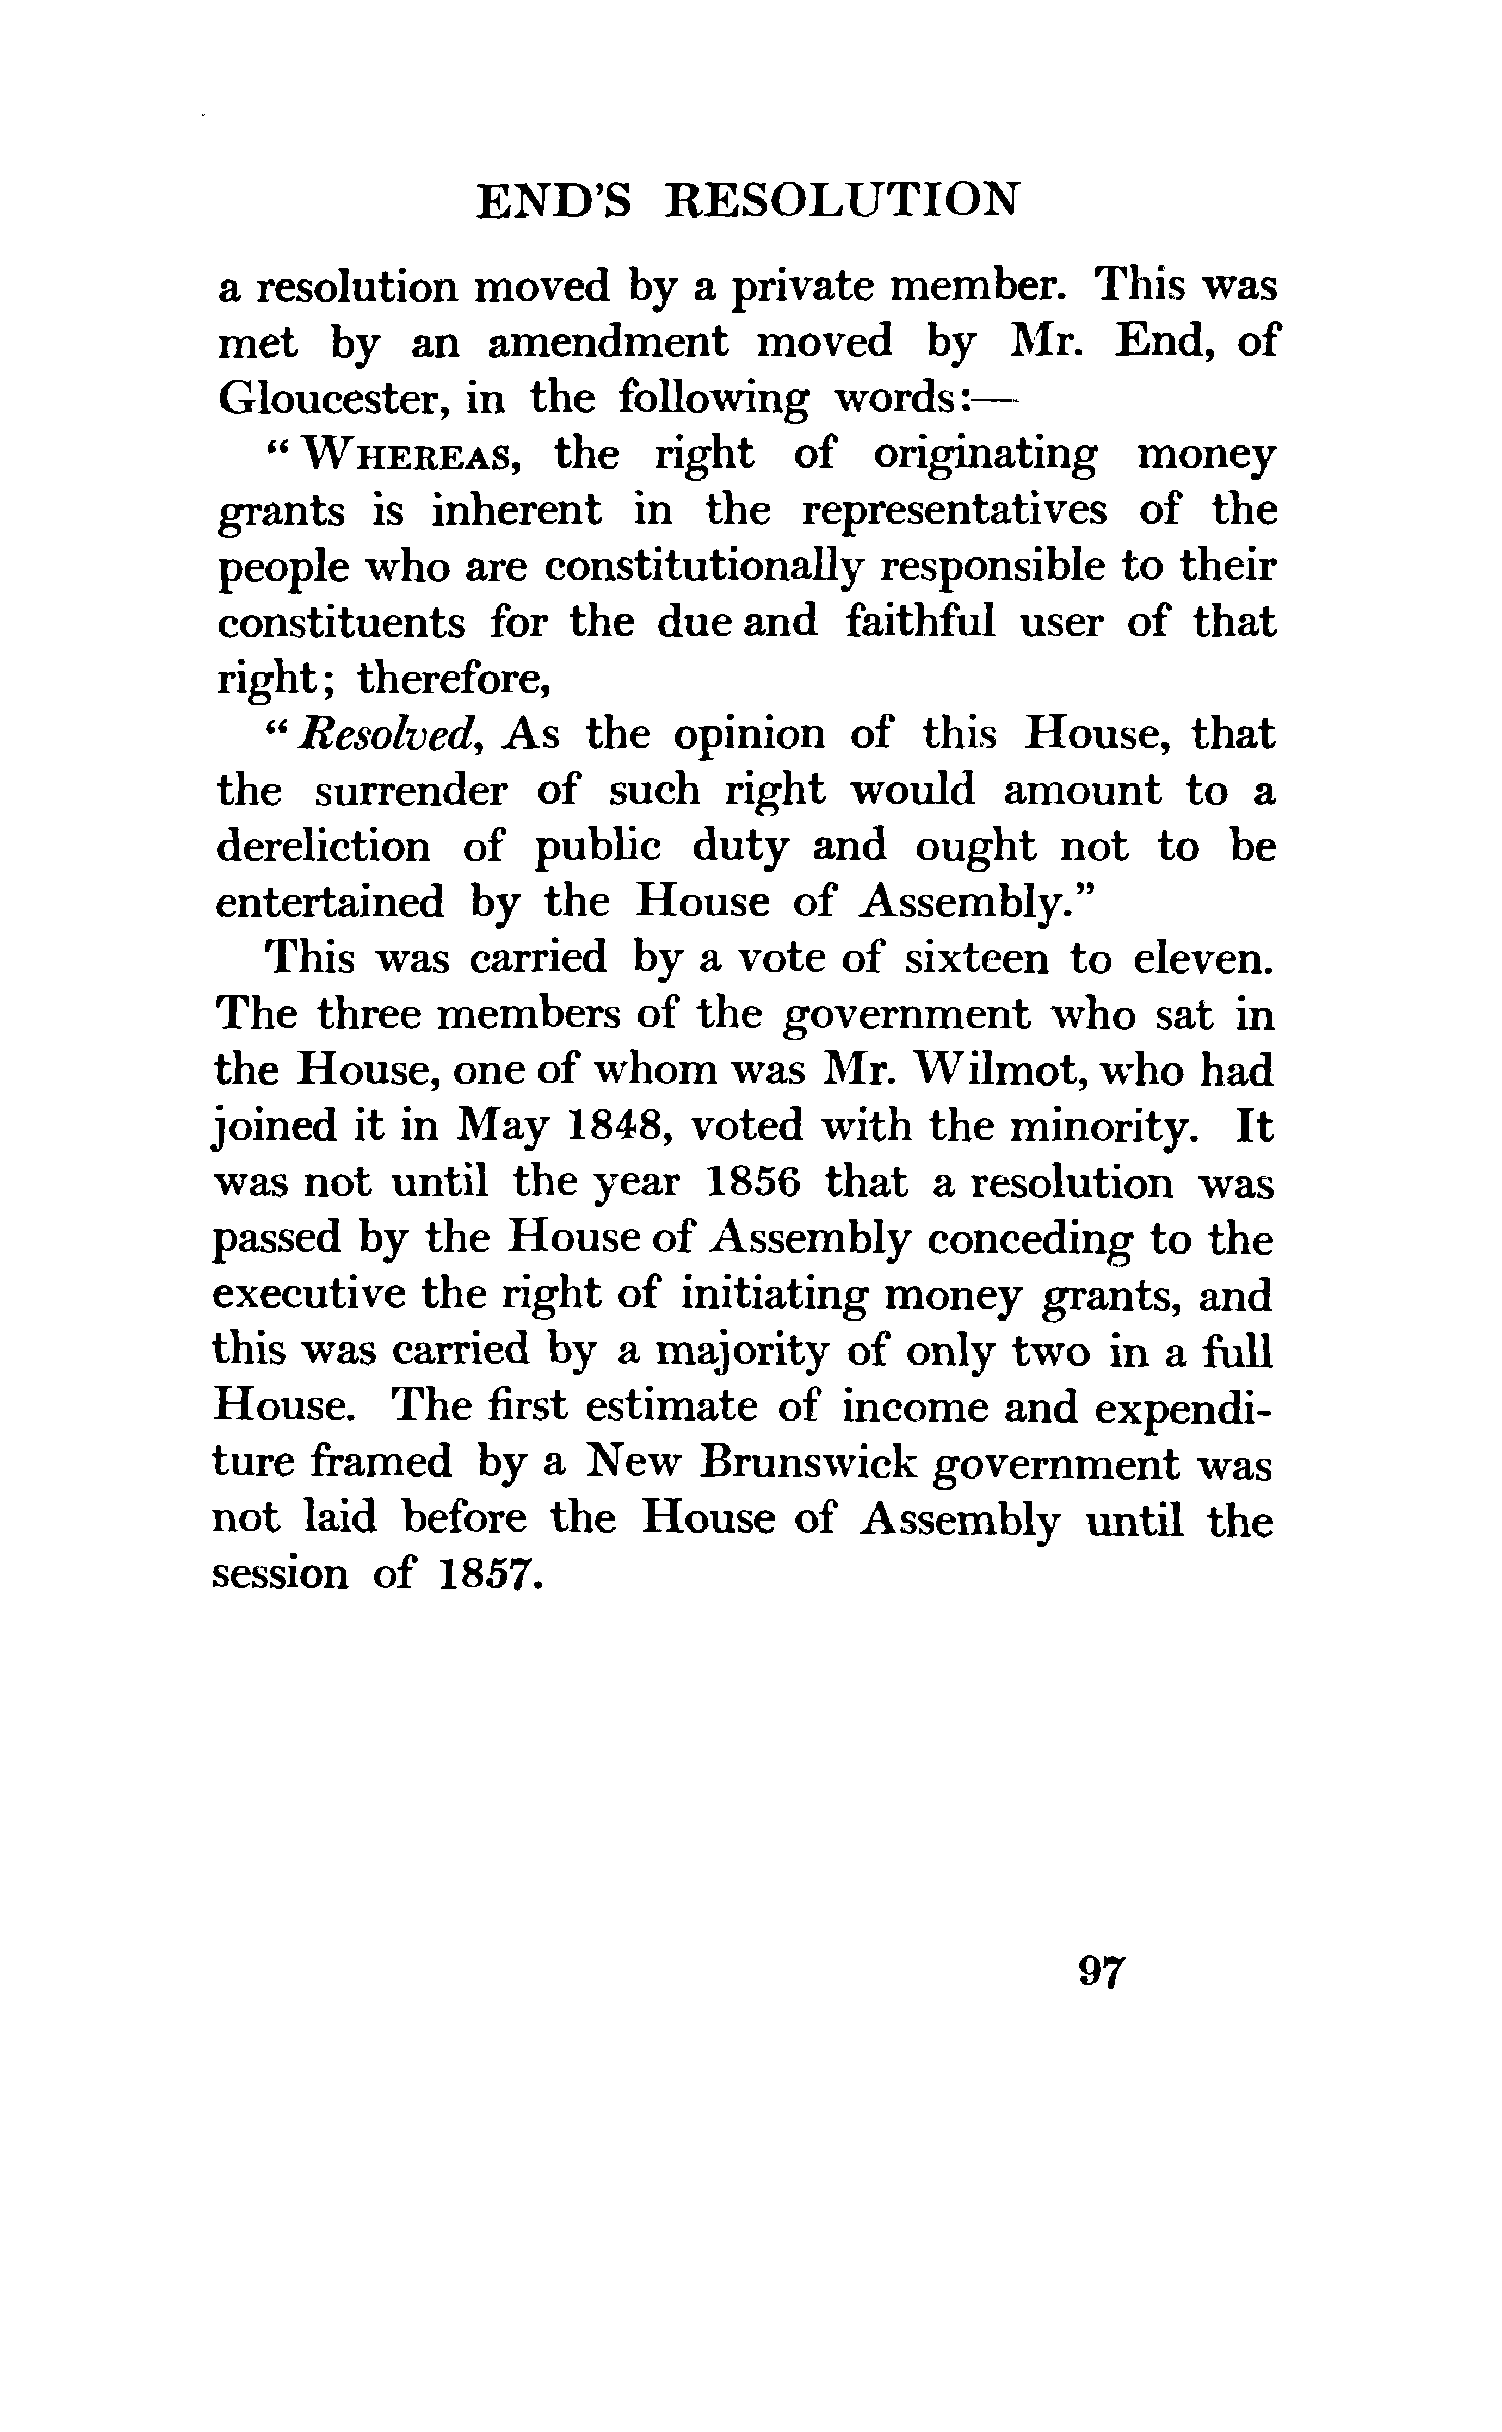 END'S RESOLUTION
a resolution moved by a private member. This was
met by an amendment moved by Mr. End, of
Gloucester, in the following words:—
"WHEREAS, the right of originating money
grants is inherent in the representatives of the
people who are constitutionally responsible to their
constituents for the due and faithful user of that
right; therefore,
"Resolved, As the opinion of this House, that
the surrender of such right would amount to a
dereliction of public duty and ought not to be
entertained by the House of Assembly."
This was carried by a vote of sixteen to eleven.
The three members of the government who sat in
the House, one of whom was Mr. Wilmot, who had
joined it in May 1848, voted with the minority. It
was not until the year 1856 that a resolution was
passed by the House of Assembly conceding to the
executive the right of initiating money grants, and
this was carried by a majority of only two in a full
House. The first estimate of income and expendi-
ture framed by a New Brunswick government was
not laid before the House of Assembly until the
session of 1857.
97